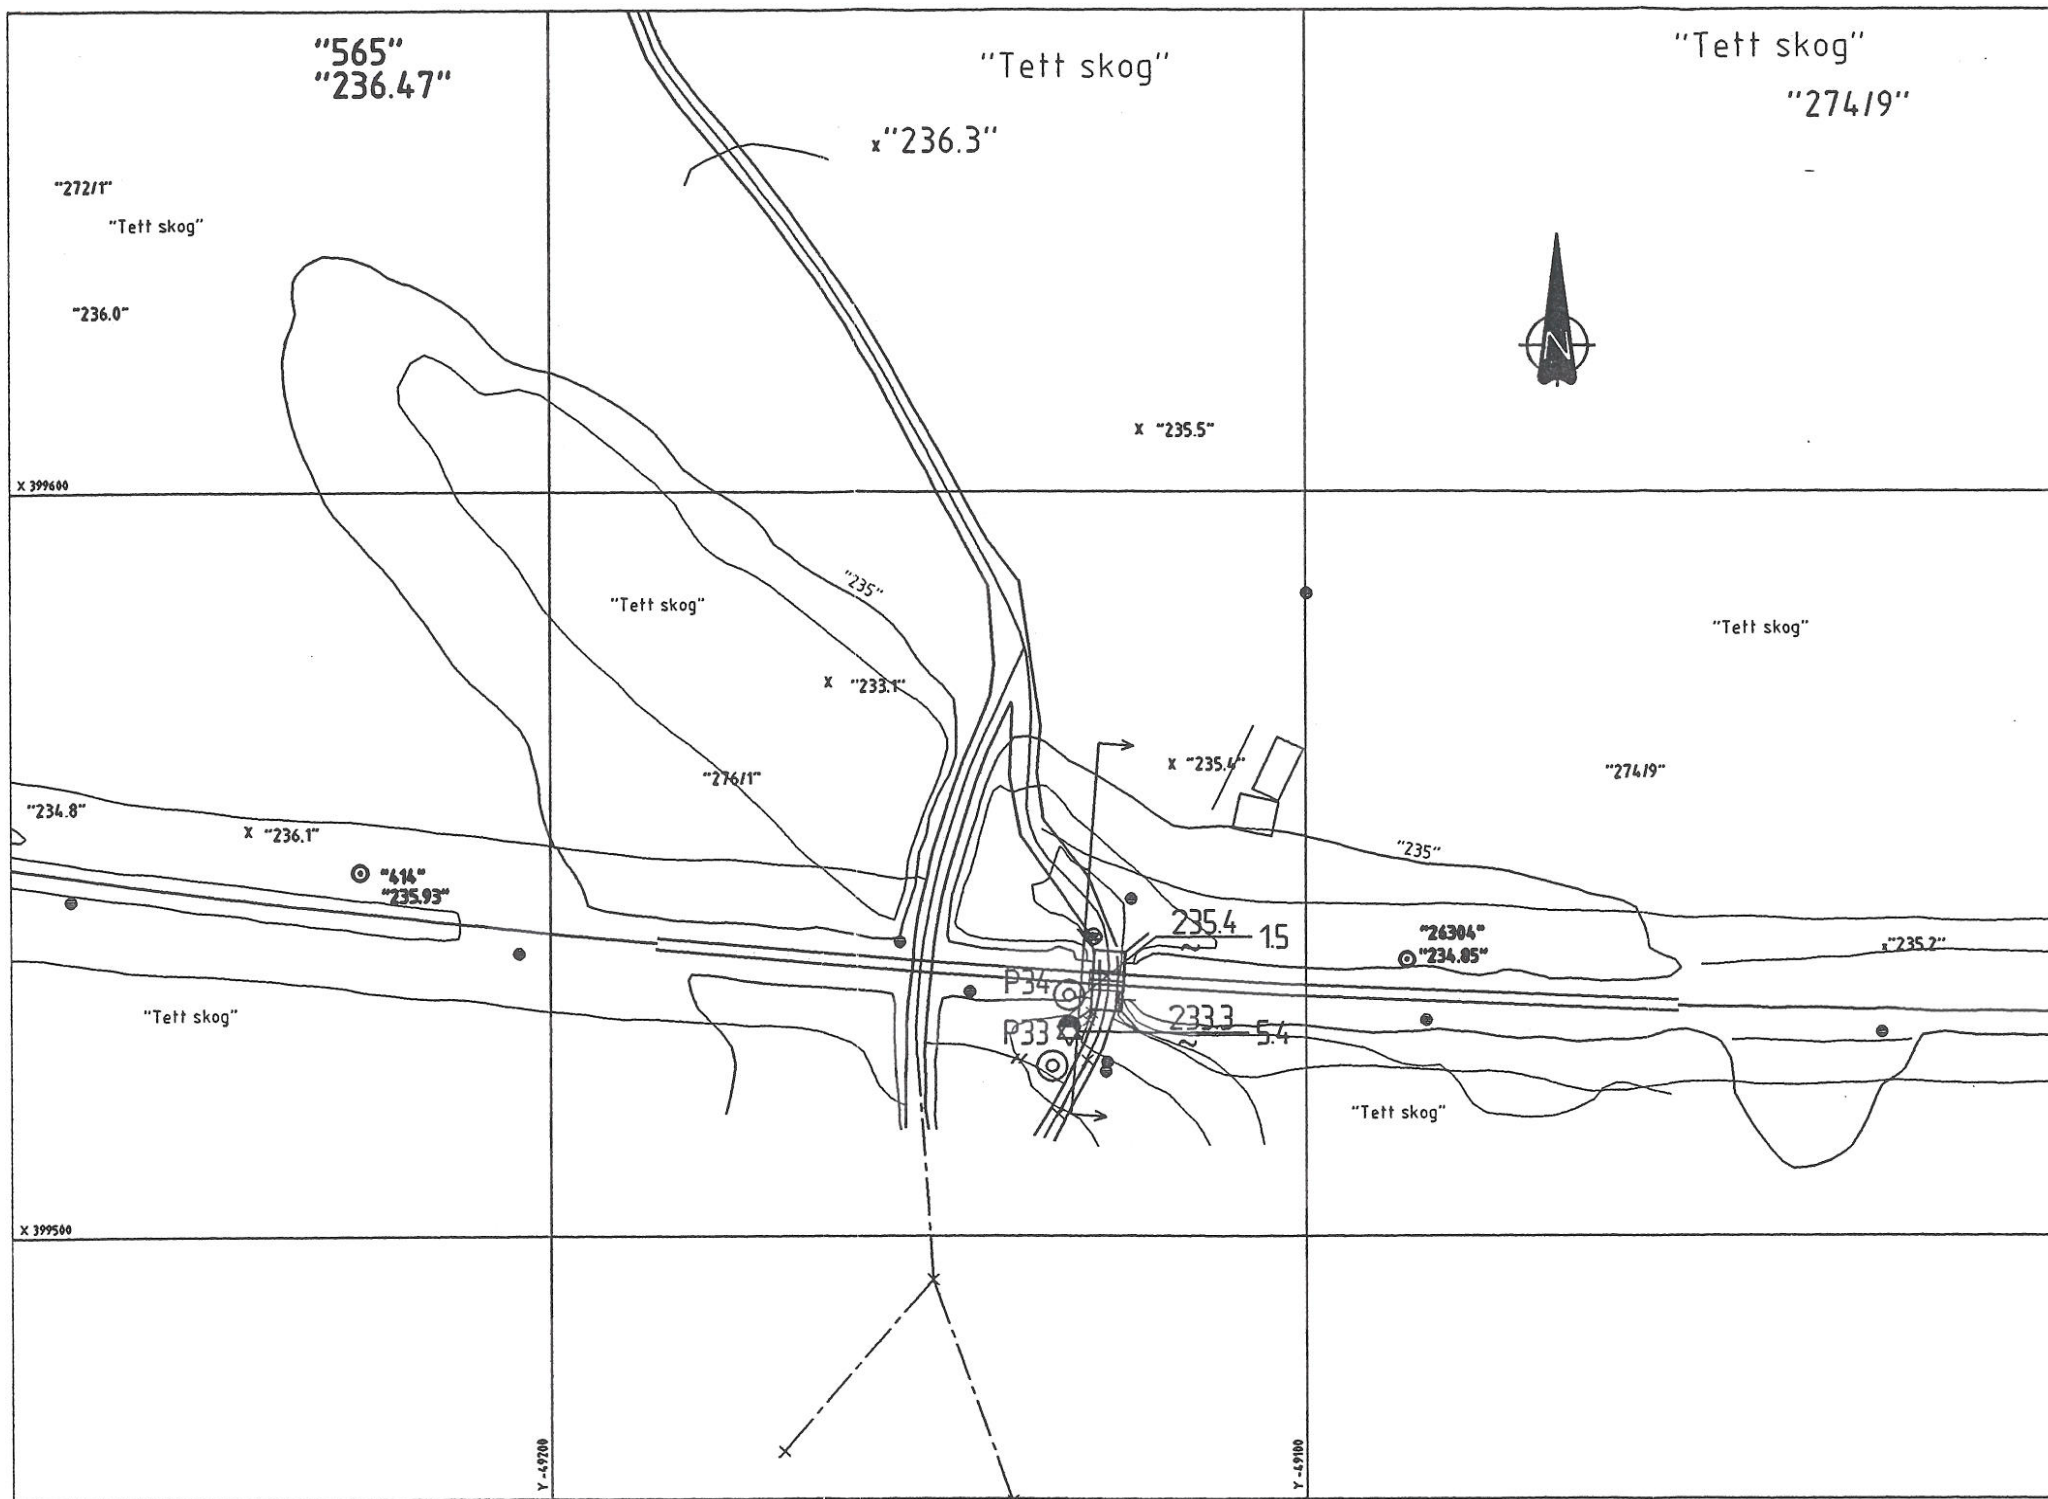 "565"
"236.47"
"Tett skog"
"Tett skog"
"274/9"
x "236.3"
"272/1"
"Tett skog"
"236.0"
N
x "235.5"
X 399600
"235"
"Tett skog"
"Tett skog"
x "233.1"
x "235.4"
"274/9"
"276/1"
"234.8"
x "236.1"
"235"
"414"
"235.93"
235.4
~
15
"26304"
"234.85"
x "235.2"
P34
"Tett skog"
P33
233.3
~
5.4
"Tett skog"
X 399500
Y -49200
Y -49100